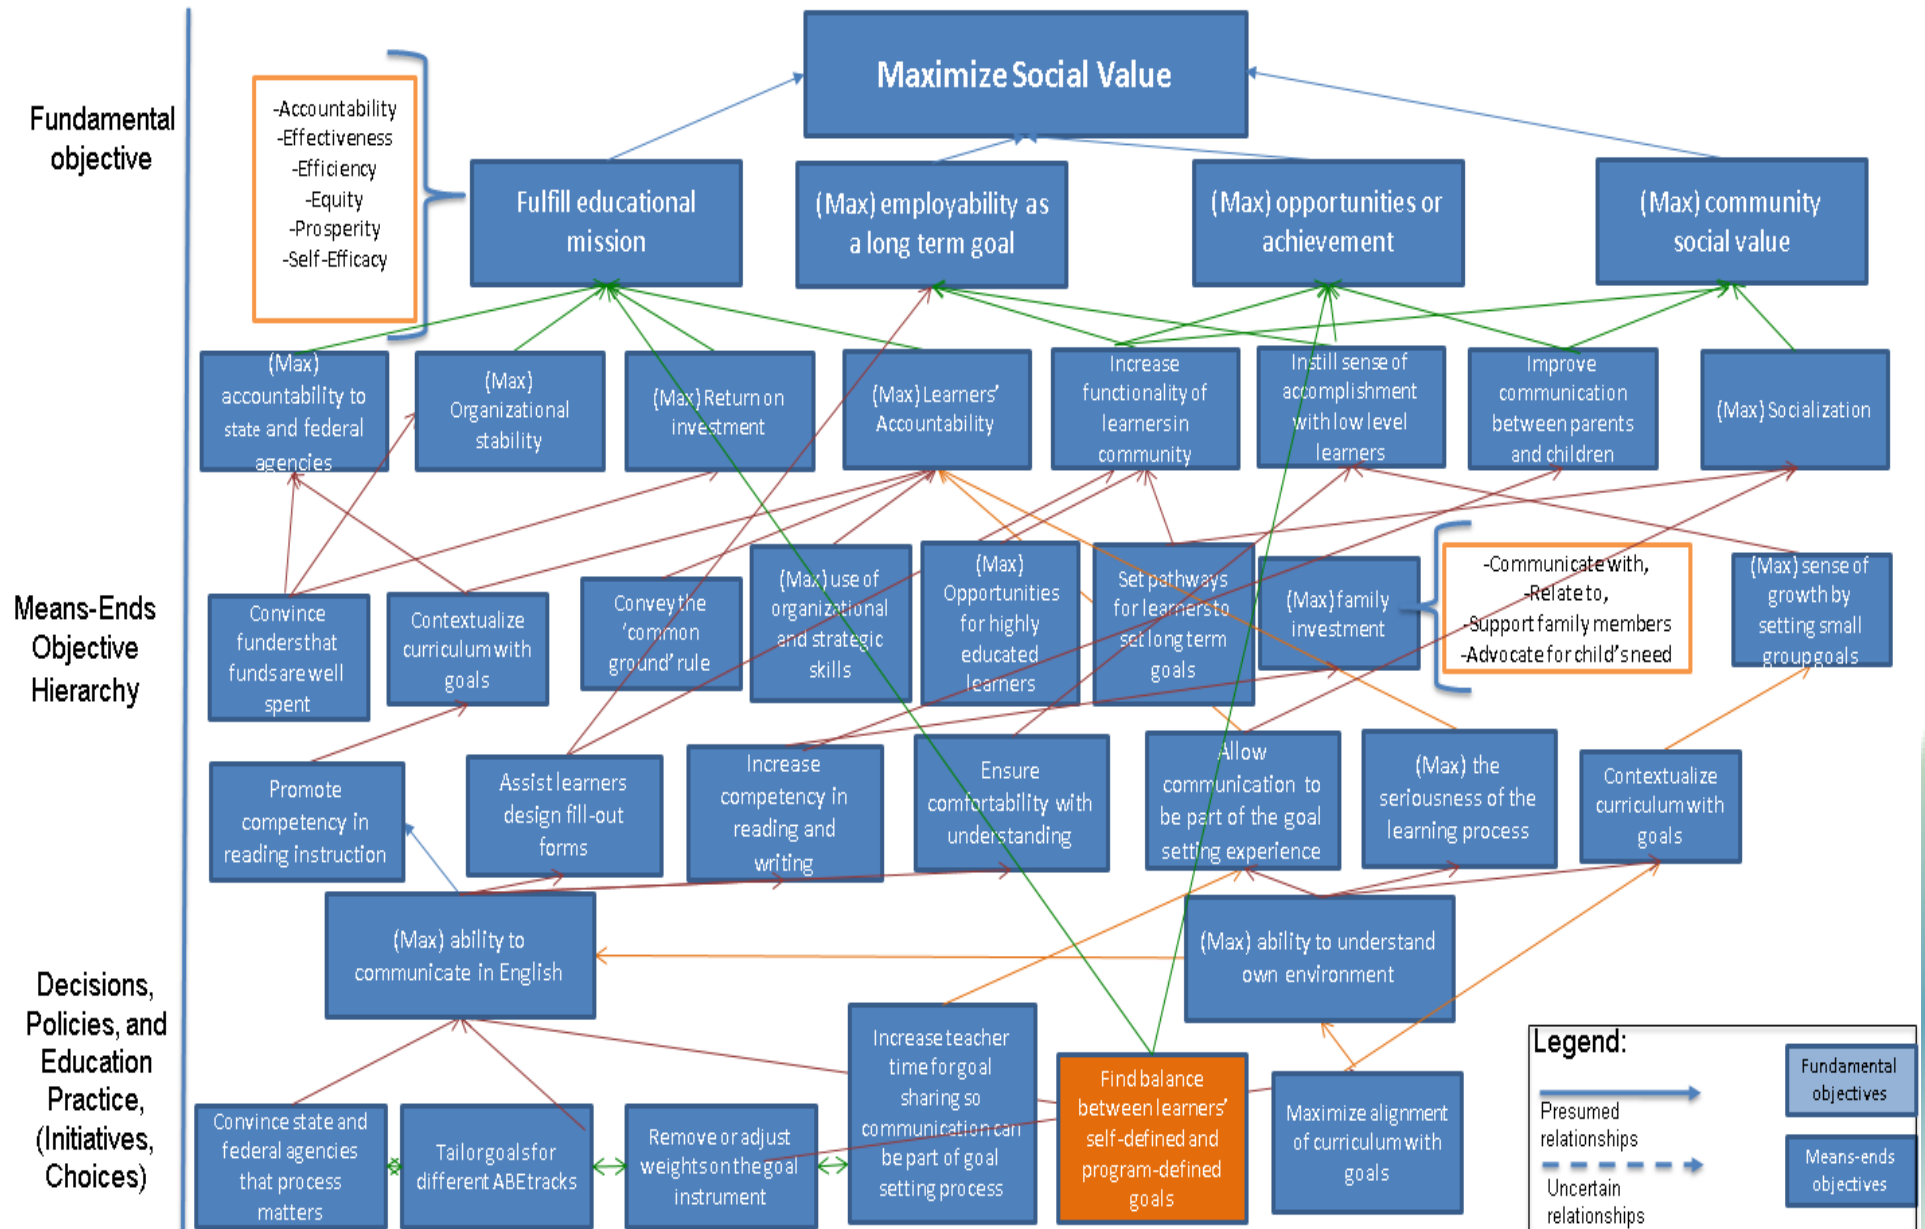 Maximize Social Value
Fundamental
objective
-Accountability
-Effectiveness
-Efficiency
-Equity
-Prosperity
-Self-Efficacy
Fulfill educational
mission
(Max) employability as
a long term goal
(Max) opportunities or
achievement
(Max) community
social value
(Max)
accountability to
state and federal
agencies
(Max)
Organizational
stability
(Max) Return on
investment
(Max) Learners'
Accountability
Increase
functionality of
learners in
community
Instill sense of
accomplishment
with low level
learners
Improve
communication
between parents
and children
(Max) Socialization
Means-Ends
Objective
Hierarchy
Convince
funders that
funds are well
spent
Contextualize
curriculum with
goals
Convey the
'common
ground' rule
(Max) use of
organizational
and strategic
skills
(Max)
Opportunities
for highly
educated
learners
Set pathways
for learners to
set long term
goals
(Max) family
investment
-Communicate with,
-Relate to,
-Support family members
-Advocate for child's need
(Max) sense of
growth by
setting small
group goals
Promote
competency in
reading instruction
Assist learners
design fill-out
forms
Increase
competency in
reading and
writing
Ensure
comfortability with
understanding
Allow
communication to
be part of the goal
setting experience
(Max) the
seriousness of the
learning process
Contextualize
curriculum with
goals
(Max) ability to
communicate in English
(Max) ability to understand
own environment
Decisions,
Policies, and
Education
Practice,
(Initiatives,
Choices)
Convince state and
federal agencies
that process
matters
Tailor goals for
different ABE tracks
Remove or adjust
weights on the goal
instrument
Increase teacher
time for goal
sharing so
communication can
be part of goal
setting process
Find balance
between learners'
self-defined and
program-defined
goals
Maximize alignment
of curriculum with
goals
Legend:
Presumed
relationships
Uncertain
relationships
Fundamental
objectives
Means-ends
objectives